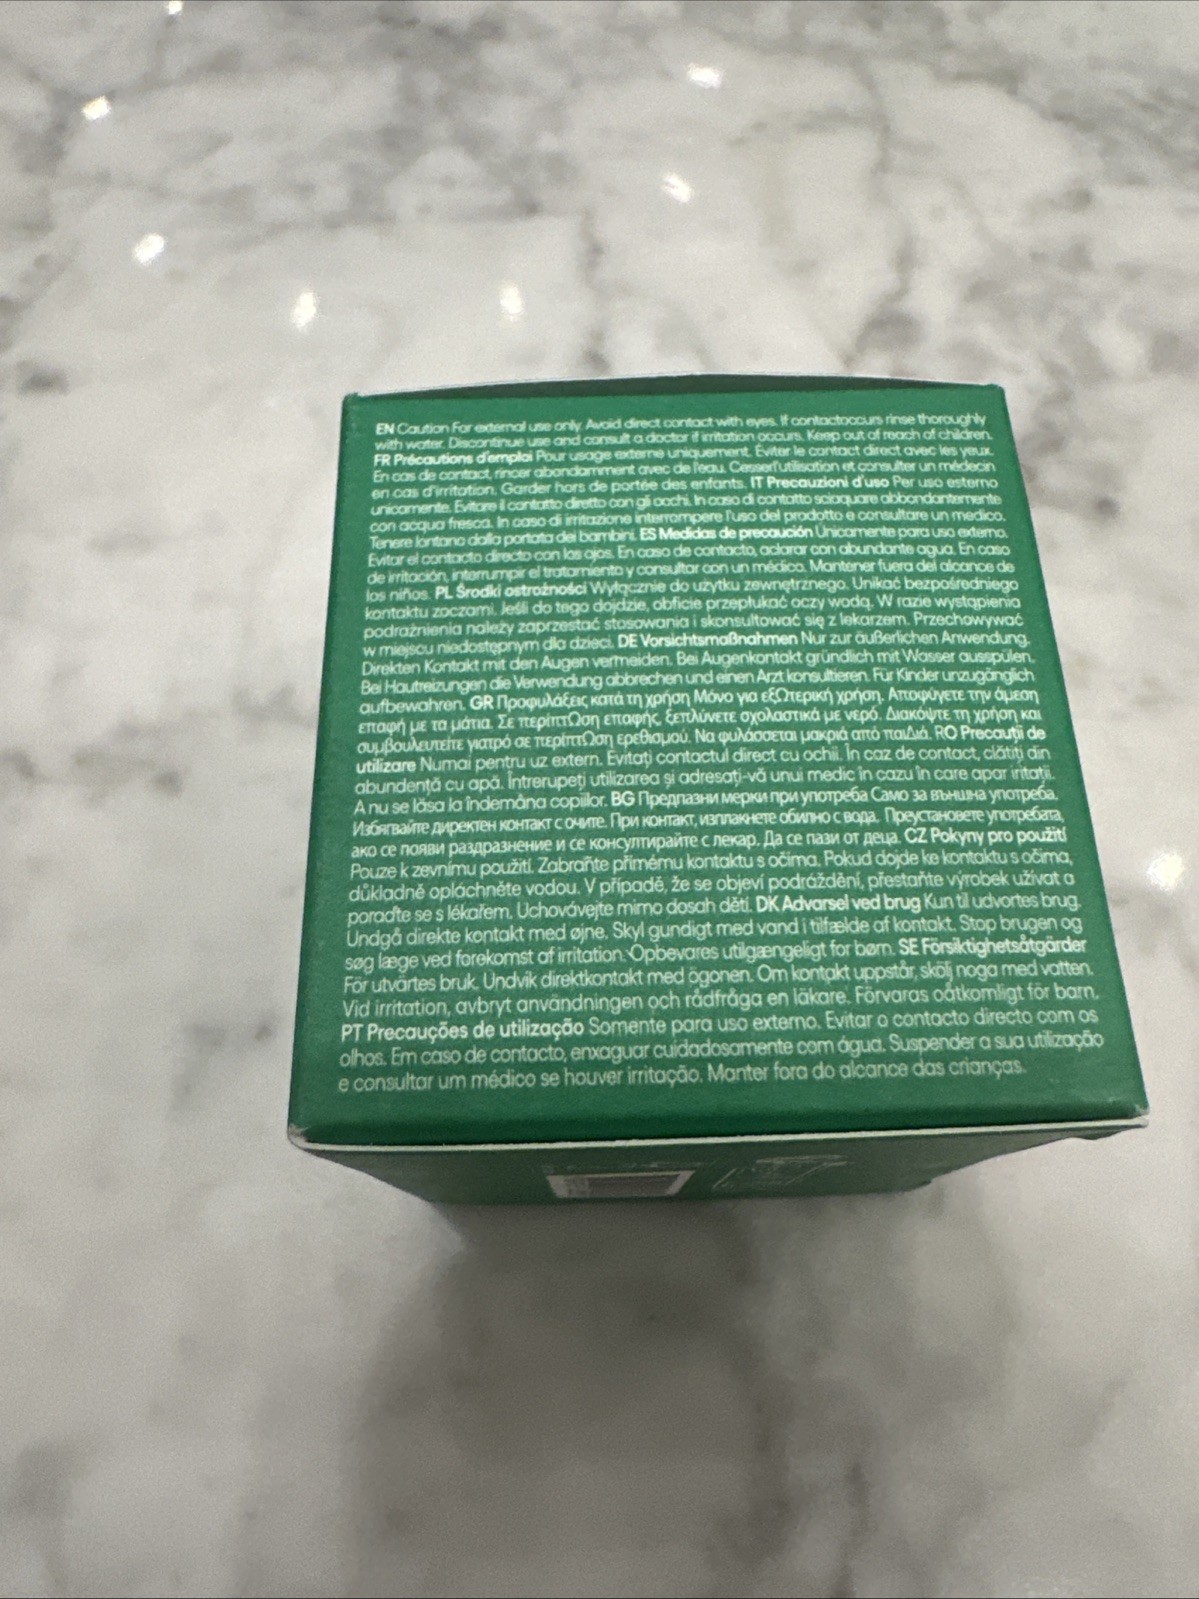 EN Caution For external use only. Avoid direct contact with eyes. If contactoccurs rinse thoroughly
with water. Discontinue use and consult a doctor if irritation occurs. Keep out of reach of children.
FR Précautions d'emploi Pour usage externe uniquement. Éviter le contact direct avec les yeux.
En cas de contact, rincer abondamment avec de l'eau. Cesser l'utilisation et consulter un médecin
en cas d'irritation. Garder hors de portée des enfants. IT Precauzioni d'uso Per uso esterno
unicamente. Evitare il contatto diretto con gli occhi. In caso di contatto sciaquare abbondantemente
con acqua fresca. In caso di irritazione interrompere l'uso del prodotto e consultare un medico.
Tenere lontano dalla portata dei bambini. ES Medidas de precaución Únicamente para uso externo.
Evitar el contacto directo con los ojos. En caso de contacto, aclarar con abundante agua. En caso
de irritación, interrumpir el tratamiento y consultar con un médico. Mantener fuera del alcance de
los niños. PL Środki ostrożności Wyłącznie do użytku zewnętrznego. Unikać bezpośredniego
kontaktu zoczami. Jeśli do tego dojdzie, obficie przepłukać oczy wodą. W razie wystąpienia
podrażnienia należy zaprzestać stosowania i skonsultować się z lekarzem. Przechowywać
w miejscu niedostępnym dla dzieci. DE Vorsichtsmaßnahmen Nur zur äußerlichen Anwendung.
Direkten Kontakt mit den Augen vermeiden. Bei Augenkontakt gründlich mit Wasser ausspülen.
Bei Hautreizungen die Verwendung abbrechen und einen Arzt konsultieren. Für Kinder unzugänglich
aufbewahren. GR Προφυλάξεις κατά τη χρήση Μόνο για εξΩτερική χρήση. Αποφύγετε την άμεση
επαφή με τα μάτια. Σε περίπτΩση επαφής, ξεπλύνετε σχολαστικά με νερό. Διακόψτε τη χρήση και
συμβουλευτείτε γιατρό σε περίπτΩση ερεθισμού. Να φυλάσσεται μακριά από παιδιά. RO Precauții de
utilizare Numai pentru uz extern. Evitați contactul direct cu ochii. În caz de contact, clătiți din
abundență cu apă. Întrerupeți utilizarea și adresați-vă unui medic în cazu în care apar iritații.
A nu se lăsa la îndemâna copiilor. BG Предпазни мерки при употреба Само за външна употреба.
Избягвайте директен контакт с очите. При контакт, изплакнете обилно с вода. Преустановете употребата,
ако се появи раздразнение и се консултирайте с лекар. Да се пази от деца. CZ Pokyny pro použití
Pouze k zevnímu použití. Zabraňte přímému kontaktu s očima. Pokud dojde ke kontaktu s očima,
důkladně opláchněte vodou. V případě, že se objeví podráždění, přestaňte výrobek užívat a
poraďte se s lékařem. Uchovávejte mimo dosah dětí. DK Advarsel ved brug Kun til udvortes brug.
Undgå direkte kontakt med øjne. Skyl gundigt med vand i tilfælde af kontakt. Stop brugen og
søg læge ved forekomst af irritation. Opbevares utilgængeligt for børn. SE Försiktighetsåtgärder
För utvärtes bruk. Undvik direktkontakt med ögonen. Om kontakt uppstår, skölj noga med vatten.
Vid irritation, avbryt användningen och rådfråga en läkare. Förvaras oåtkomligt för barn.
PT Precauções de utilização Somente para uso externo. Evitar o contacto directo com os
olhos. Em caso de contacto, enxaguar cuidadosamente com água. Suspender a sua utilização
e consultar um médico se houver irritação. Manter fora do alcance das crianças.